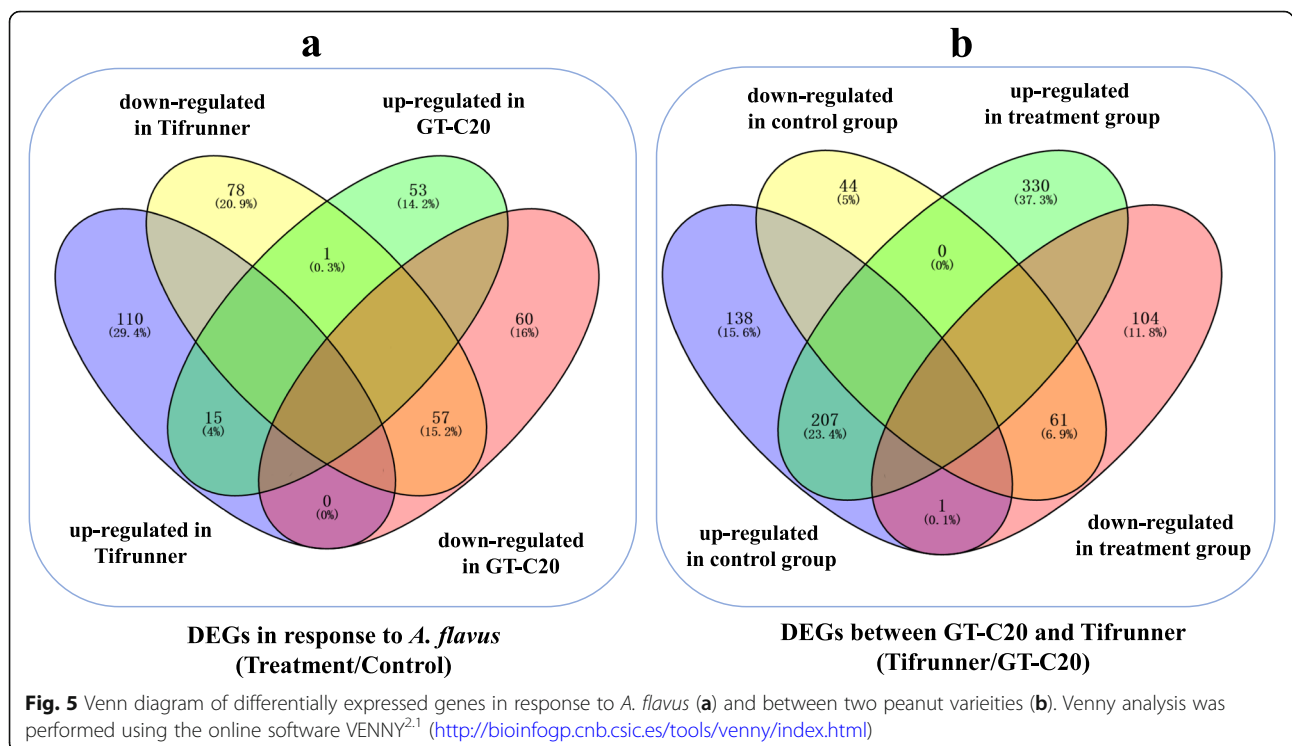 a
down-regulated
in Tifrunner
up-regulated in
GT-C20
78
(20.9%)
53
(14.2%)
1
(0.3%)
110
(29.4%)
60
(16%)
15
(4%)
57
(15.2%)
0
(0%)
up-regulated in
Tifrunner
down-regulated
in GT-C20
DEGs in response to A. flavus
(Treatment/Control)
b
down-regulated
in control group
up-regulated
in treatment group
44
(5%)
330
(37.3%)
0
(0%)
138
(15.6%)
104
(11.8%)
207
(23.4%)
61
(6.9%)
1
(0.1%)
up-regulated
in control group
down-regulated
in treatment group
DEGs between GT-C20 and Tifrunner
(Tifrunner/GT-C20)
Fig. 5 Venn diagram of differentially expressed genes in response to A. flavus (a) and between two peanut varieities (b). Venny analysis was
performed using the online software VENNY2.1 (http://bioinfogp.cnb.csic.es/tools/venny/index.html)